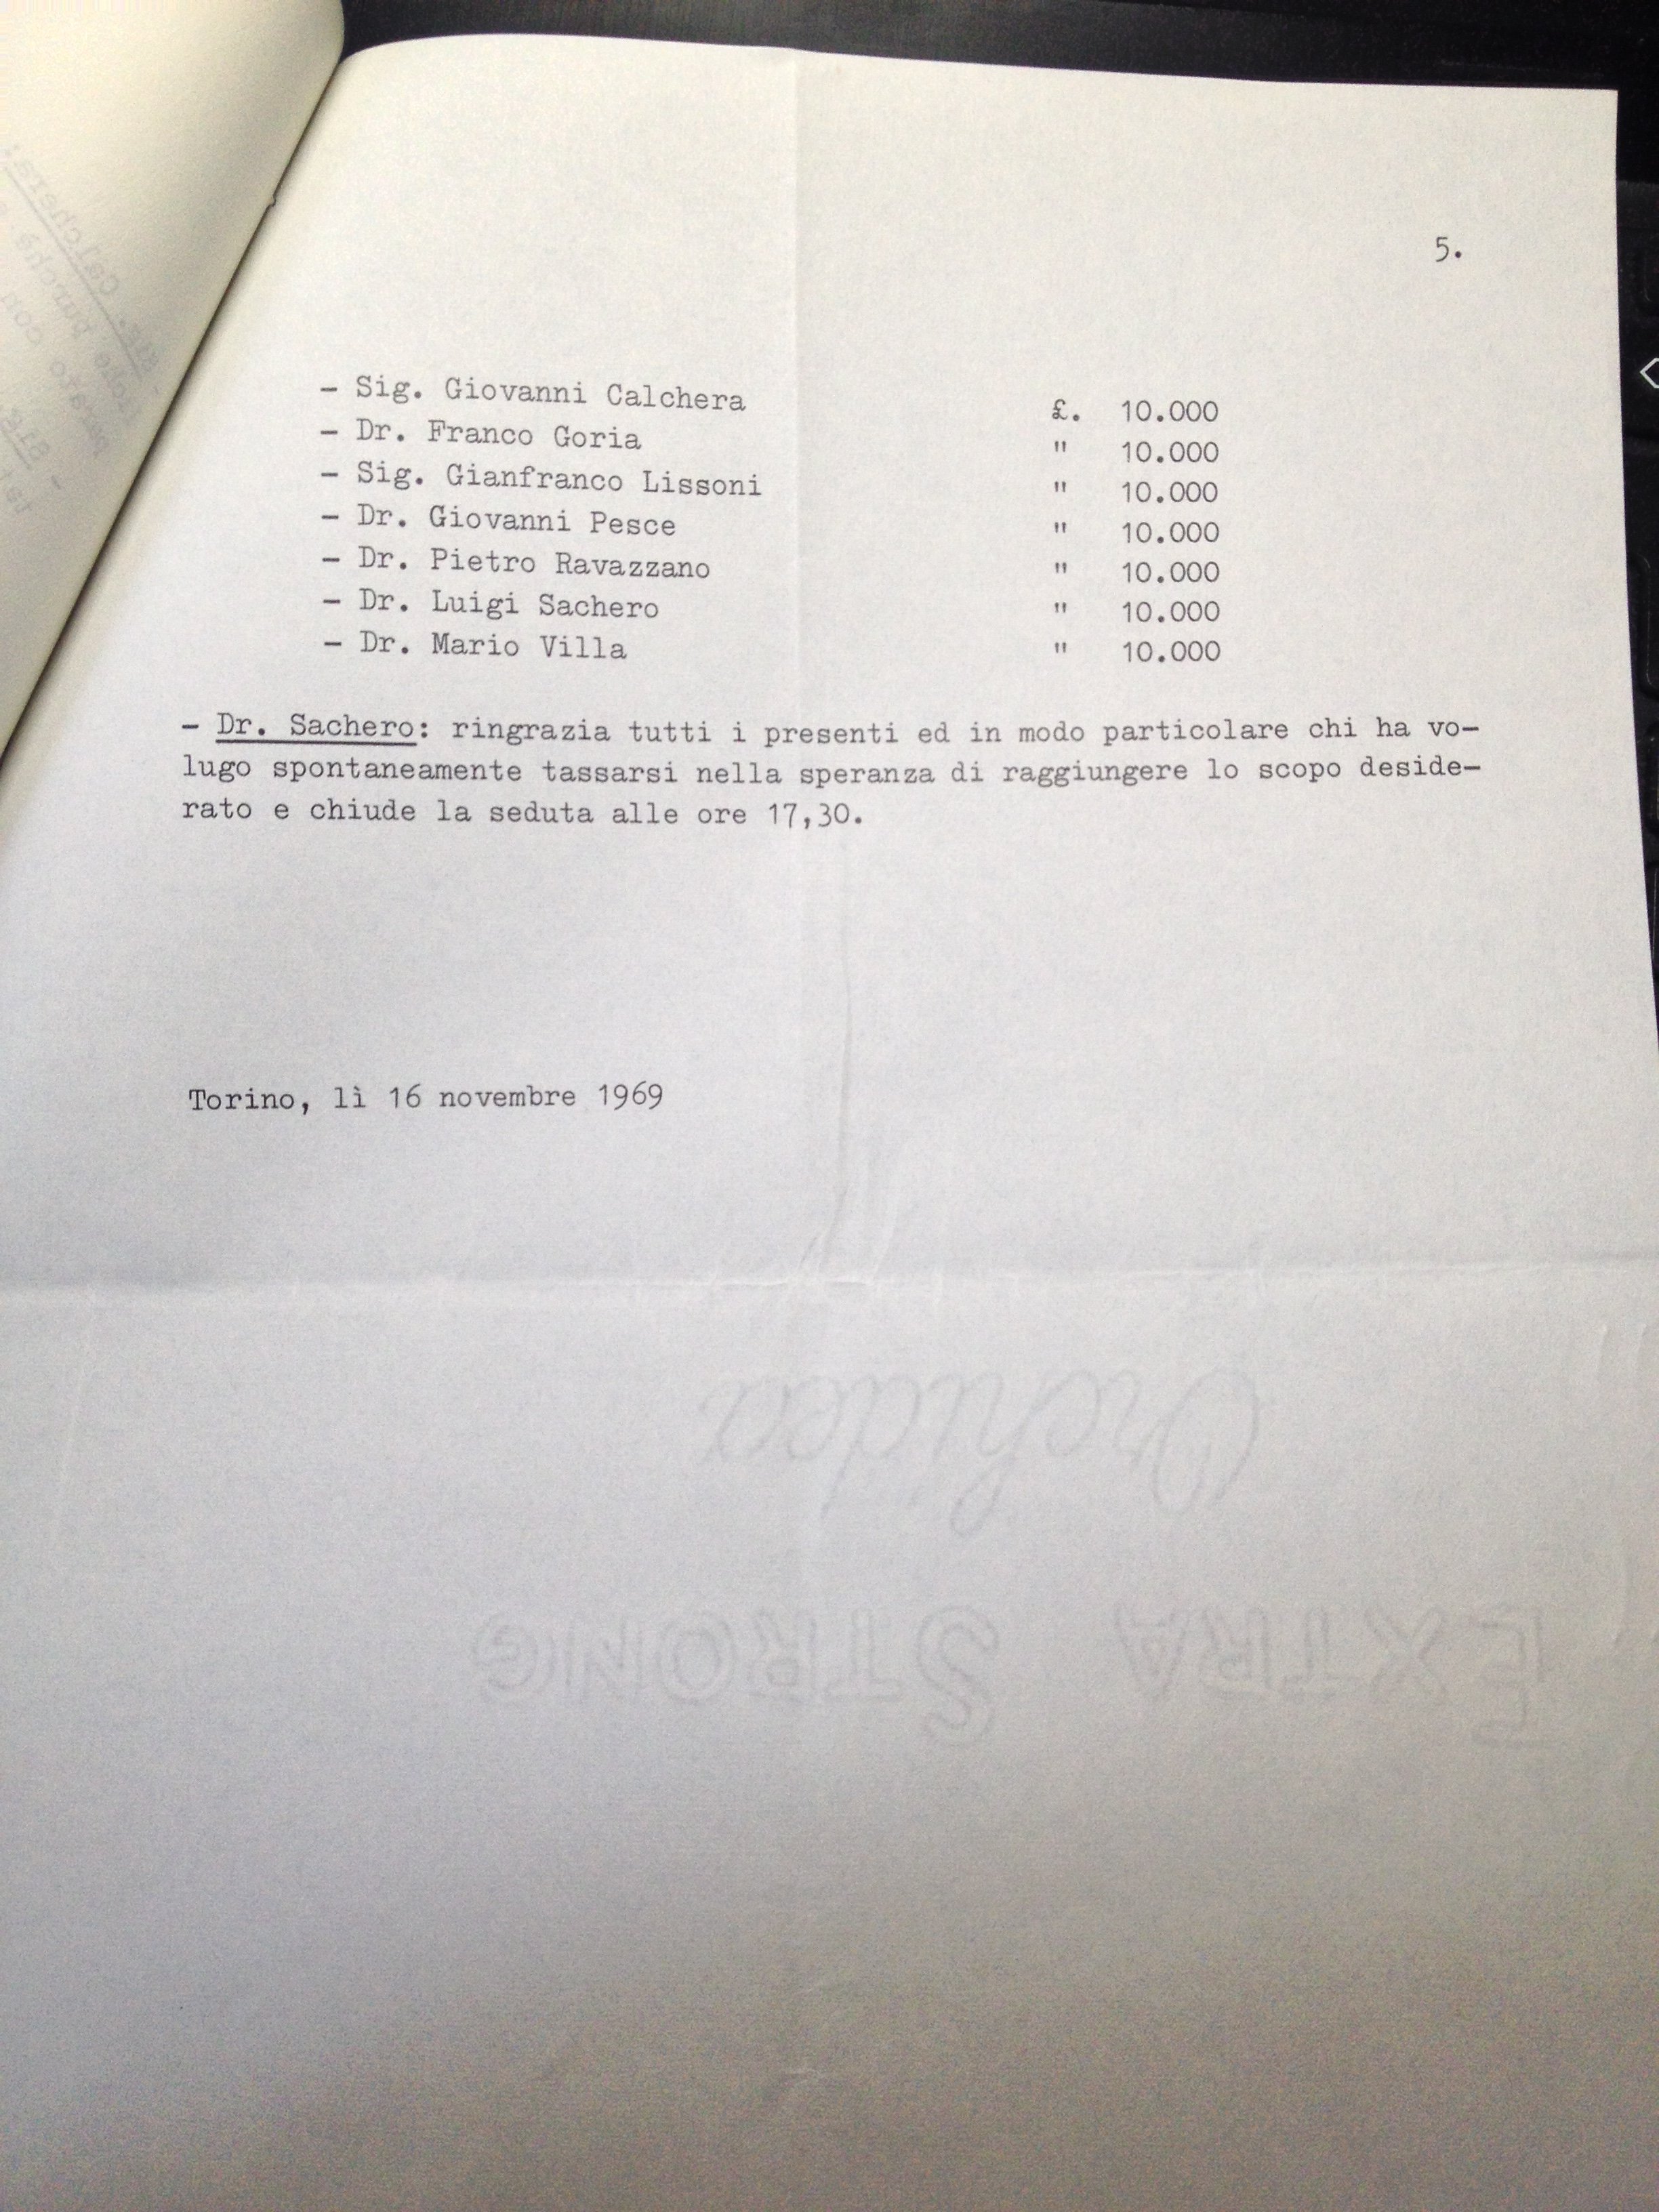 5.
- Sig. Giovanni Calchera £. 10.000
- Dr. Franco Goria " 10.000
- Sig. Gianfranco Lissoni " 10.000
- Dr. Giovanni Pesce " 10.000
- Dr. Pietro Ravazzano " 10.000
- Dr. Luigi Sachero " 10.000
- Dr. Mario Villa " 10.000
- Dr. Sachero: ringrazia tutti i presenti ed in modo particolare chi ha vo-
lugo spontaneamente tassarsi nella speranza di raggiungere lo scopo deside-
rato e chiude la seduta alle ore 17,30.
Torino, lì 16 novembre 1969
Orchidea
EXTRA STRONG